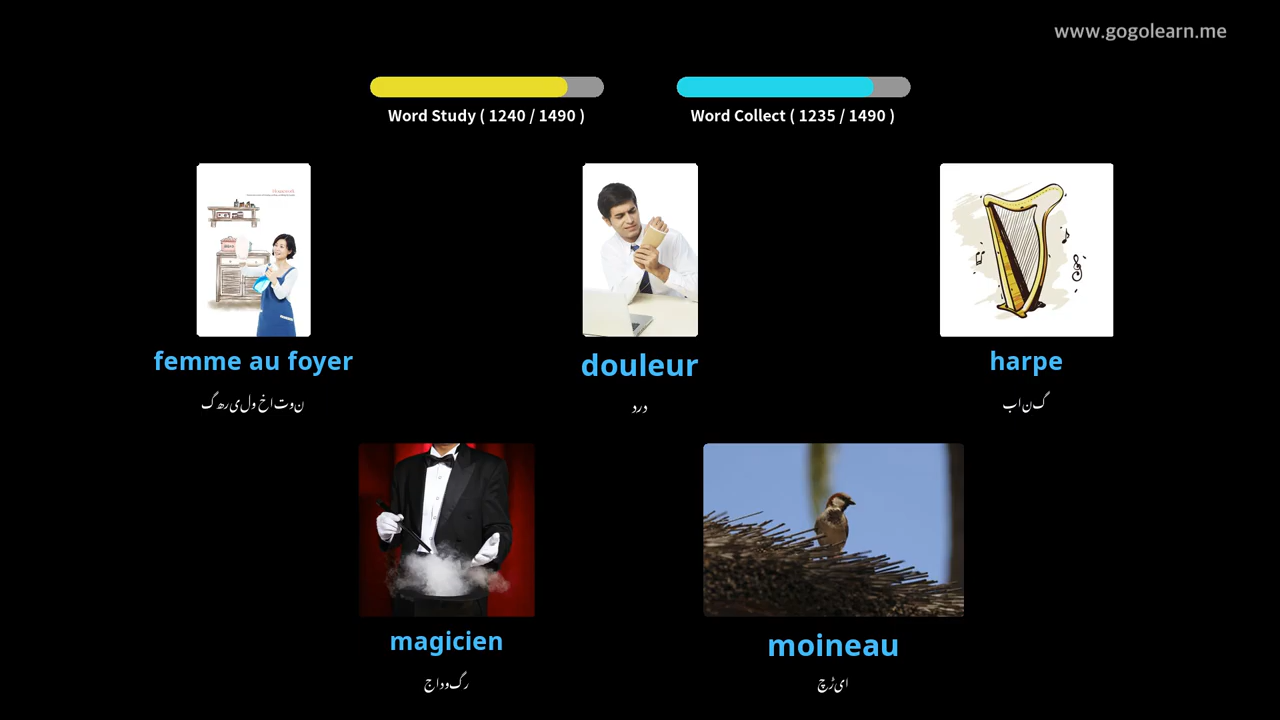 www.gogolearn.me
Word Study ( 1240 / 1490 )
Word Collect ( 1235 / 1490 )
femme au foyer
گھریلو خاتون
douleur
درد
harpe
بانگ
magicien
جادوگر
moineau
چڑیا